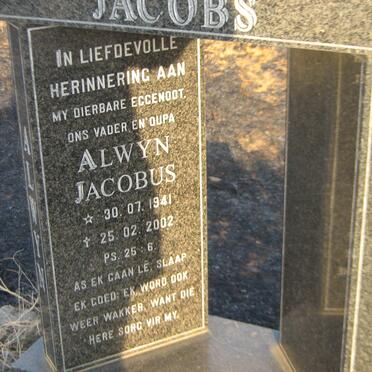 JACOBS
IN LIEFDEVOLLE
HERINNERING AAN
MY DIERBARE EGGENOOT,
ONS VADER EN OUPA
ALWYN
JACOBUS
☆ 30. 07. 1941
† 25. 02. 2002
PS. 25 : 6
AS EK GAAN LE, SLAAP
EK GOED; EK WORD OOK
WEER WAKKER, WANT DIE
HERE SORG VIR MY.